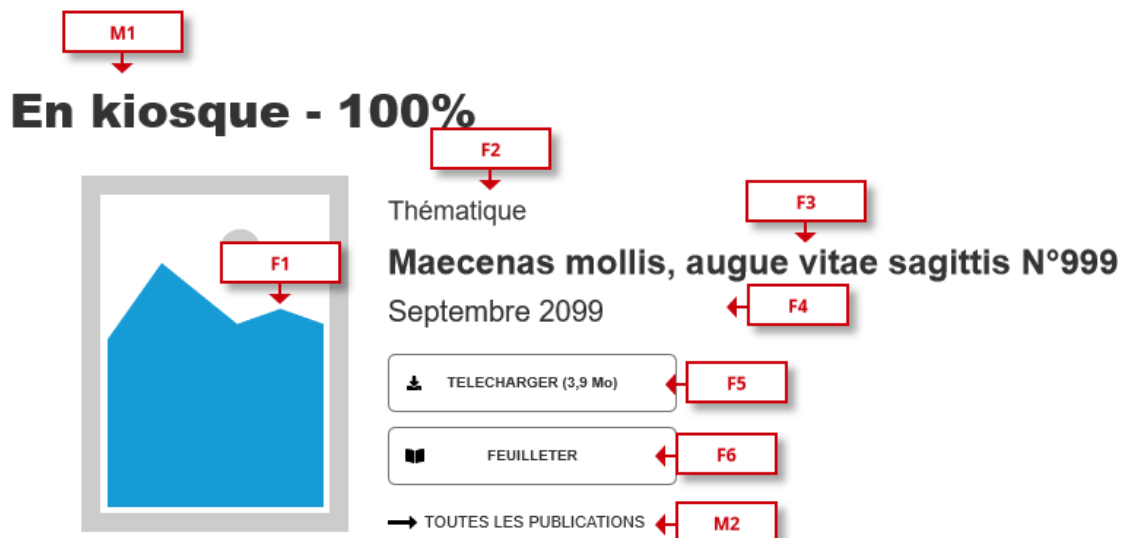 M1
En kiosque - 100%
F2
Thématique
F3
F1
Maecenas mollis, augue vitae sagittis N°999
Septembre 2099
F4
TELECHARGER (3,9 Mo)
F5
FEUILLETER
F6
TOUTES LES PUBLICATIONS
M2